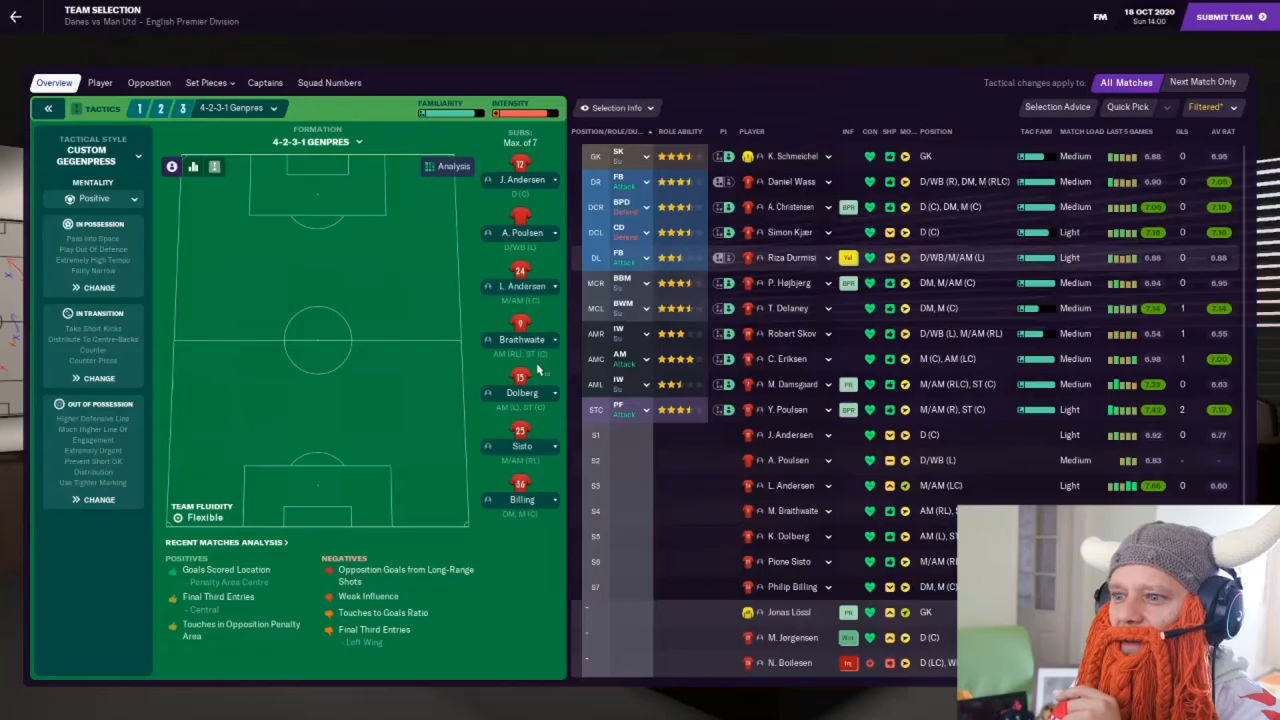 TEAM SELECTION
Danes vs Man Utd - English Premier Division
FM
18 OCT 2020
Sun 14:00
SUBMIT TEAM
Overview Player Opposition Set Pieces Captains Squad Numbers
Tactical changes apply to: All Matches Next Match Only
TACTICS 1 2 3 4-2-3-1 Genpres
FAMILIARITY INTENSITY
Selection Info
Selection Advice Quick Pick Filtered*
TACTICAL STYLE
CUSTOM
GEGENPRESS
MENTALITY
Positive
IN POSSESSION
Pass Into Space
Play Out Of Defence
Extremely High Tempo
Fairly Narrow
CHANGE
IN TRANSITION
Take Short Kicks
Distribute To Centre-Backs
Counter
Counter Press
CHANGE
OUT OF POSSESSION
Higher Defensive Line
Much Higher Line Of
Engagement
Extremely Urgent
Prevent Short GK
Distribution
Use Tighter Marking
CHANGE
FORMATION
4-2-3-1 GENPRES
Analysis
TEAM FLUIDITY
Flexible
SUBS:
Max. of 7
12
J. Andersen
D (C)
A. Poulsen
D/WB (L)
24
L. Andersen
M/AM (LC)
9
Braithwaite
AM (RL), ST (C)
15
Dolberg
AM (L), ST (C)
25
Sisto
M/AM (RL)
36
Billing
DM, M (C)
RECENT MATCHES ANALYSIS >
POSITIVES
Goals Scored Location
- Penalty Area Centre
Final Third Entries
- Central
Touches in Opposition Penalty
Area
NEGATIVES
Opposition Goals from Long-Range
Shots
Weak Influence
Touches to Goals Ratio
Final Third Entries
- Left Wing
POSITION/ROLE/DU... ROLE ABILITY PI PLAYER INF CON SHP MO... POSITION TAC FAMI MATCH LOAD LAST 5 GAMES GLS AV RAT
GK SK Su K. Schmeichel GK Medium 6.88 0 6.95
DR FB Attack Daniel Wass D/WB (R), DM, M (RLC) Medium 6.90 0 7.05
DCR BPD Defend A. Christensen BPR D (C), DM, M (C) Medium 7.06 0 7.10
DCL CD Defend Simon Kjær D (C) Light 7.18 0 7.10
DL FB Attack Riza Durmisi Yel D/WB/M/AM (L) Light 6.88 0 6.88
MCR BBM Su P. Højbjerg BPR DM, M/AM (C) Medium 6.94 0 6.95
MCL BWM Su T. Delaney DM, M (C) Medium 7.14 1 7.14
AMR IW Su Robert Skov D/WB (L), M/AM (RL) Medium 6.54 0 6.55
AMC AM Attack C. Eriksen M (C), AM (LC) Medium 6.98 1 7.00
AML IW Su M. Damsgaard PR M/AM (RLC), ST (C) Medium 7.23 0 6.63
STC PF Attack Y. Poulsen BPR M/AM (R), ST (C) Light 7.42 2 7.10
S1 J. Andersen D (C) Light 6.92 0 6.77
S2 A. Poulsen D/WB (L) Medium 6.83 - -
S3 L. Andersen M/AM (LC) Light 7.66 0 6.60
S4 M. Braithwaite AM (RL),
S5 K. Dolberg AM (L),
S6 Pione Sisto M/AM (R
S7 Philip Billing DM, M (C
- Jonas Lössl PR GK
- M. Jørgensen Wnt D (C)
- N. Boilesen Inj D (LC), W